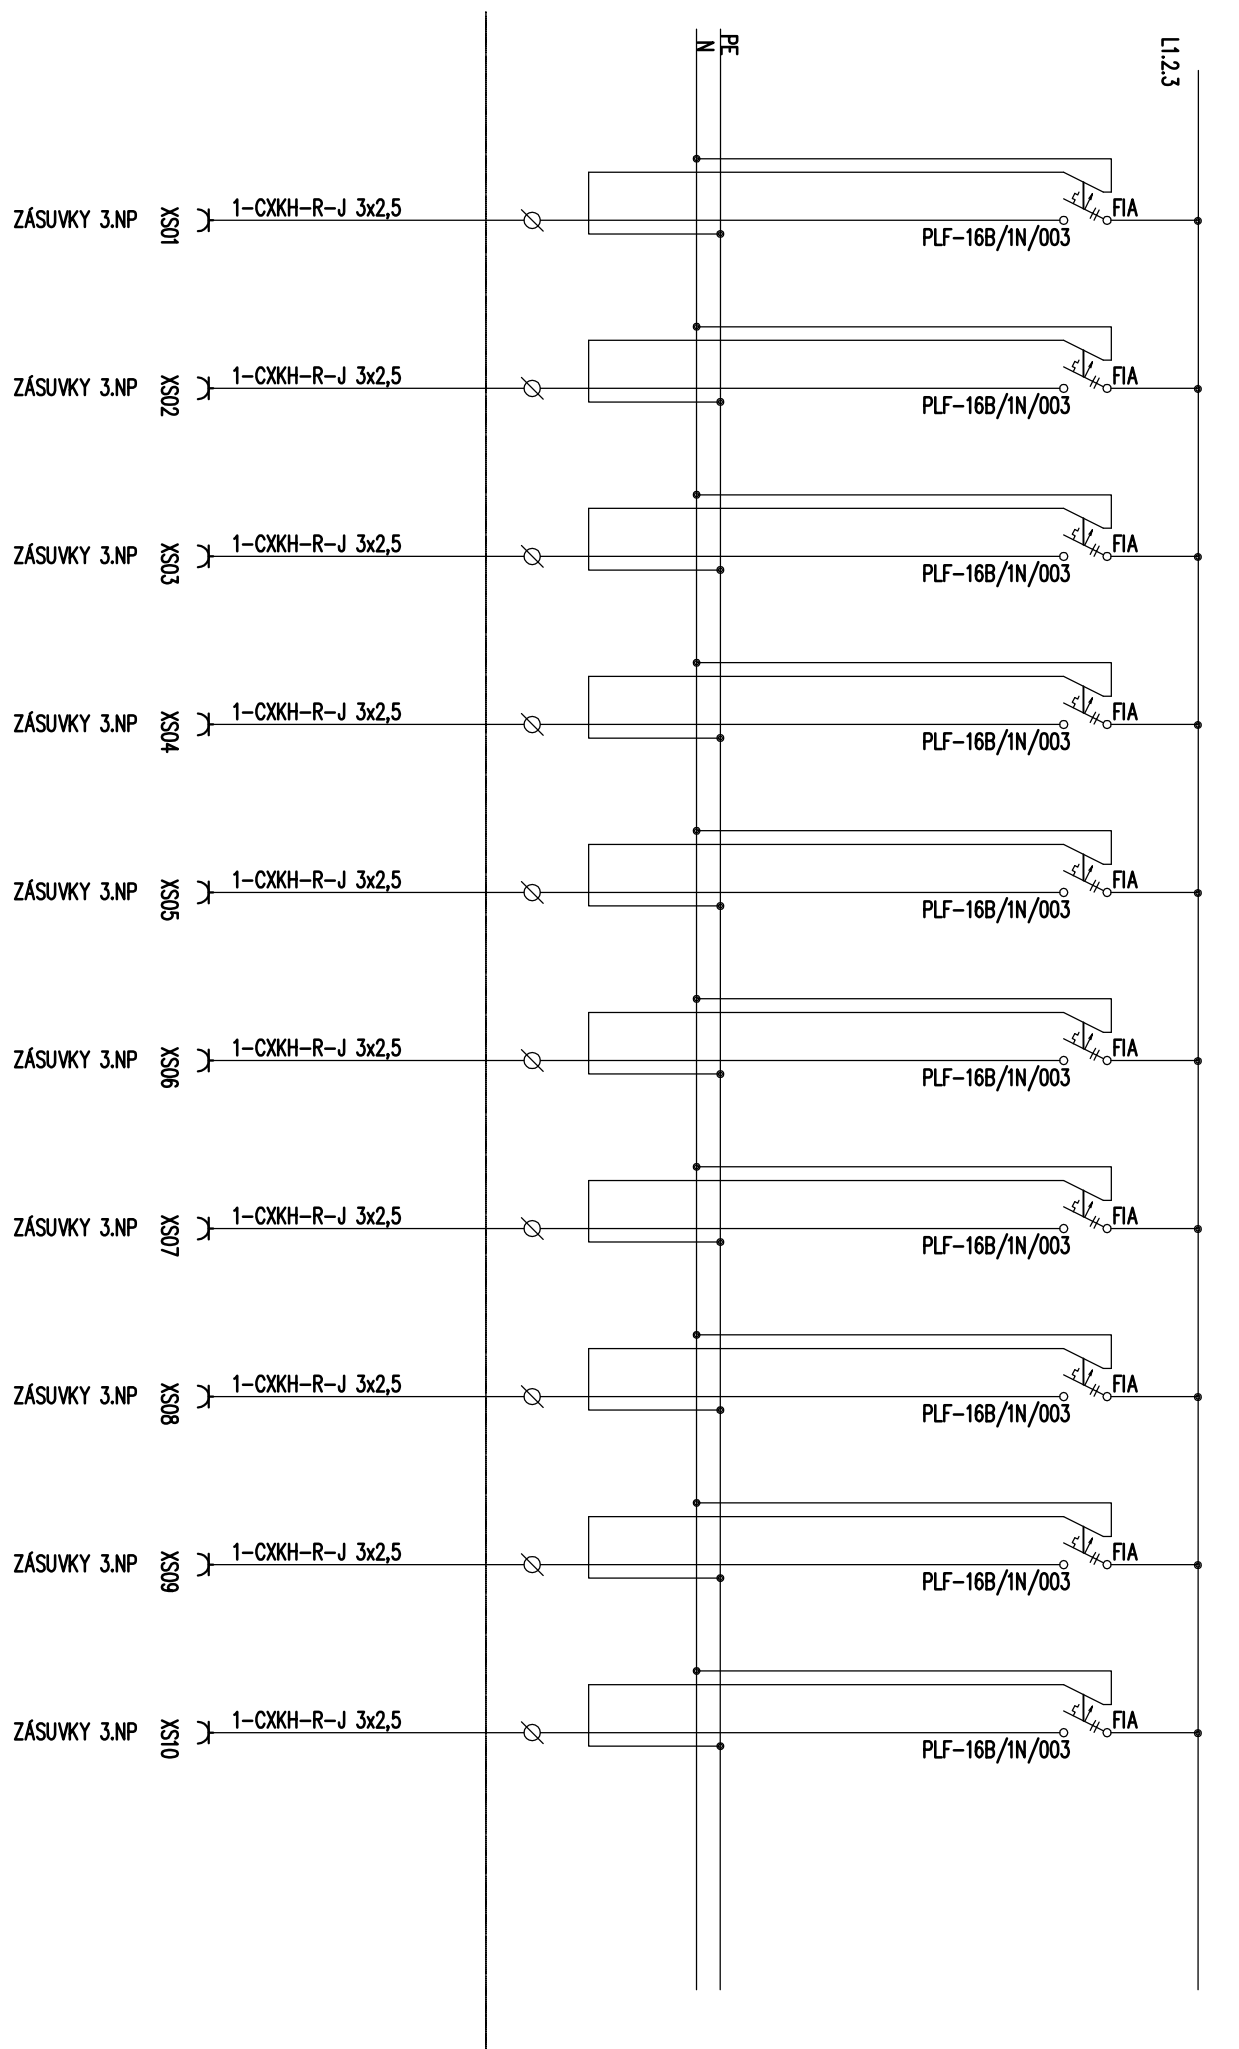 PE
N
L1.2.3
ZÁSUVKY 3.NP XS01 1-CXKH-R-J 3x2,5 FIA
PLF-16B/1N/003
ZÁSUVKY 3.NP XS02 1-CXKH-R-J 3x2,5 FIA
PLF-16B/1N/003
ZÁSUVKY 3.NP XS03 1-CXKH-R-J 3x2,5 FIA
PLF-16B/1N/003
ZÁSUVKY 3.NP XS04 1-CXKH-R-J 3x2,5 FIA
PLF-16B/1N/003
ZÁSUVKY 3.NP XS05 1-CXKH-R-J 3x2,5 FIA
PLF-16B/1N/003
ZÁSUVKY 3.NP XS06 1-CXKH-R-J 3x2,5 FIA
PLF-16B/1N/003
ZÁSUVKY 3.NP XS07 1-CXKH-R-J 3x2,5 FIA
PLF-16B/1N/003
ZÁSUVKY 3.NP XS08 1-CXKH-R-J 3x2,5 FIA
PLF-16B/1N/003
ZÁSUVKY 3.NP XS09 1-CXKH-R-J 3x2,5 FIA
PLF-16B/1N/003
ZÁSUVKY 3.NP XS10 1-CXKH-R-J 3x2,5 FIA
PLF-16B/1N/003